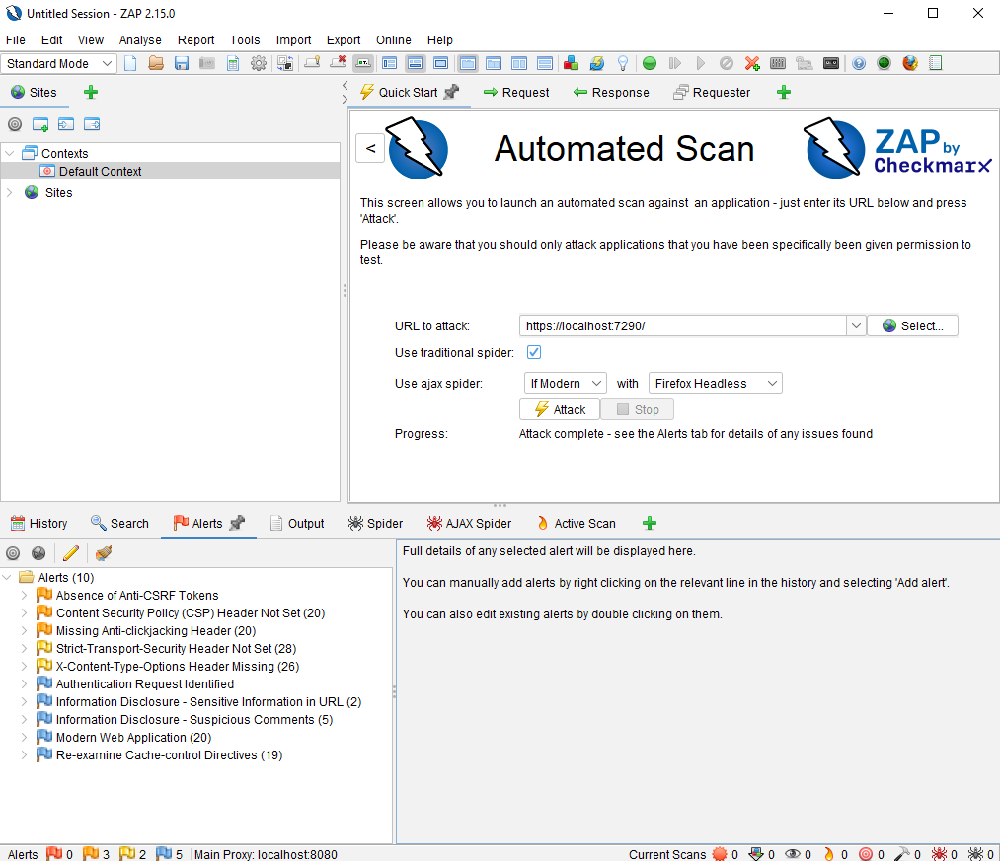 Untitled Session - ZAP 2.15.0
File Edit View Analyse Report Tools Import Export Online Help
Standard Mode
Sites
Quick Start Request Response Requester
Contexts
Default Context
Sites
<
Automated Scan
ZAP by Checkmarx
This screen allows you to launch an automated scan against an application - just enter its URL below and press
'Attack'.
Please be aware that you should only attack applications that you have been specifically been given permission to
test.
URL to attack: https://localhost:7290/ Select...
Use traditional spider:
Use ajax spider: If Modern with Firefox Headless
Attack Stop
Progress: Attack complete - see the Alerts tab for details of any issues found
History Search Alerts Output Spider AJAX Spider Active Scan
Alerts (10)
Absence of Anti-CSRF Tokens
Content Security Policy (CSP) Header Not Set (20)
Missing Anti-clickjacking Header (20)
Strict-Transport-Security Header Not Set (28)
X-Content-Type-Options Header Missing (26)
Authentication Request Identified
Information Disclosure - Sensitive Information in URL (2)
Information Disclosure - Suspicious Comments (5)
Modern Web Application (20)
Re-examine Cache-control Directives (19)
Full details of any selected alert will be displayed here.
You can manually add alerts by right clicking on the relevant line in the history and selecting 'Add alert'.
You can also edit existing alerts by double clicking on them.
Alerts 0 3 2 5 Main Proxy: localhost:8080 Current Scans 0 0 0 0 0 0 0 0